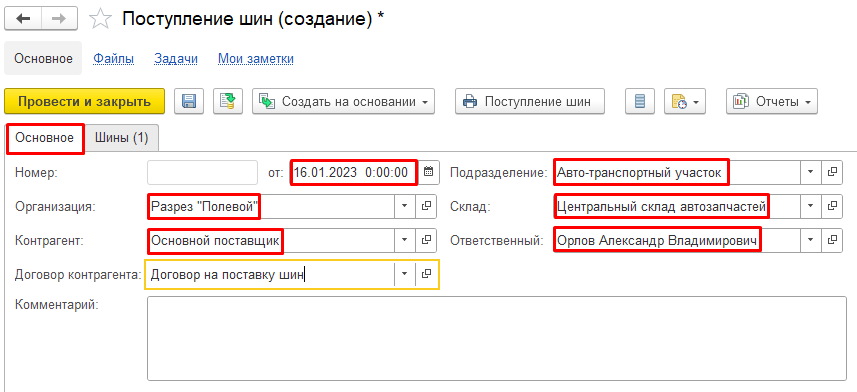 Поступление шин (создание) *
Основное Файлы Задачи Мои заметки
Провести и закрыть Создать на основании Поступление шин Отчеты
Основное Шины (1)
Номер: от: 16.01.2023 0:00:00 Подразделение: Авто-транспортный участок
Организация: Разрез "Полевой" Склад: Центральный склад автозапчастей
Контрагент: Основной поставщик Ответственный: Орлов Александр Владимирович
Договор контрагента: Договор на поставку шин
Комментарий: